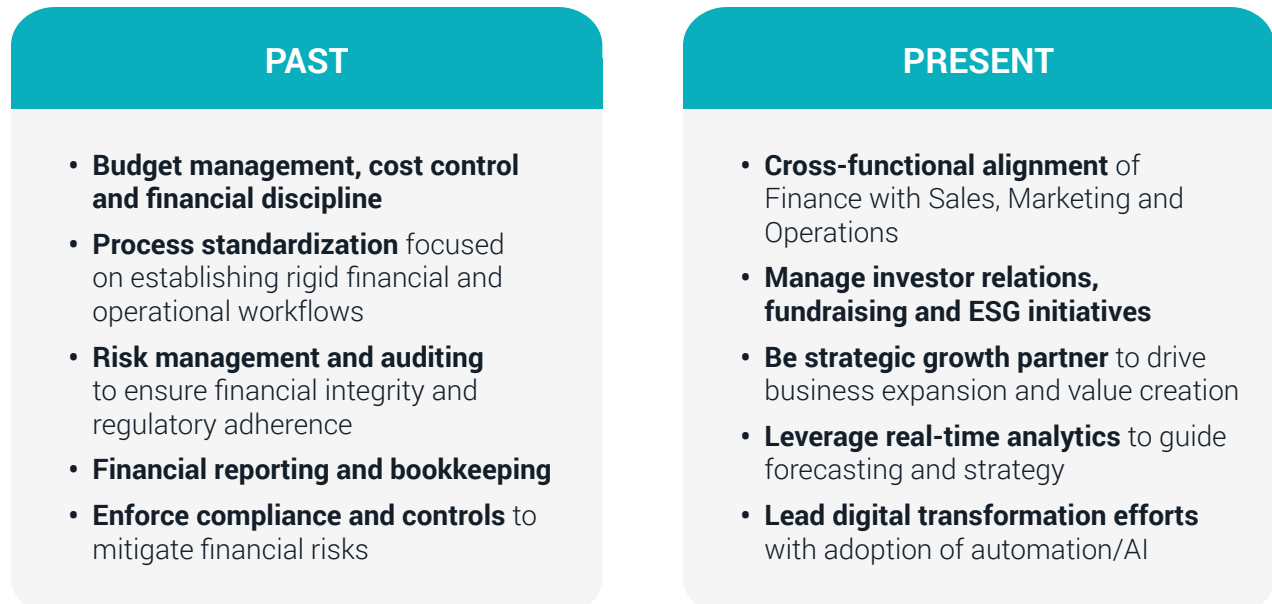 PAST
• Budget management, cost control
and financial discipline
• Process standardization focused
on establishing rigid financial and
operational workflows
• Risk management and auditing
to ensure financial integrity and
regulatory adherence
• Financial reporting and bookkeeping
• Enforce compliance and controls to
mitigate financial risks
PRESENT
• Cross-functional alignment of
Finance with Sales, Marketing and
Operations
• Manage investor relations,
fundraising and ESG initiatives
• Be strategic growth partner to drive
business expansion and value creation
• Leverage real-time analytics to guide
forecasting and strategy
• Lead digital transformation efforts
with adoption of automation/AI